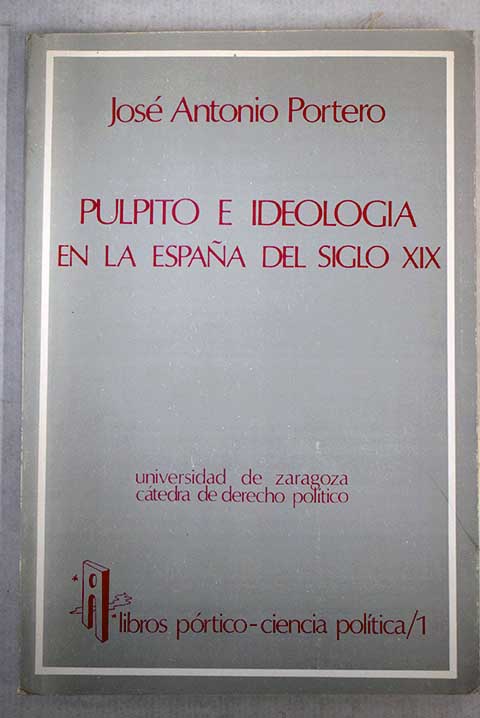 José Antonio Portero
PULPITO E IDEOLOGIA
EN LA ESPAÑA DEL SIGLO XIX
universidad de zaragoza
cátedra de derecho político
libros pórtico-ciencia política/1